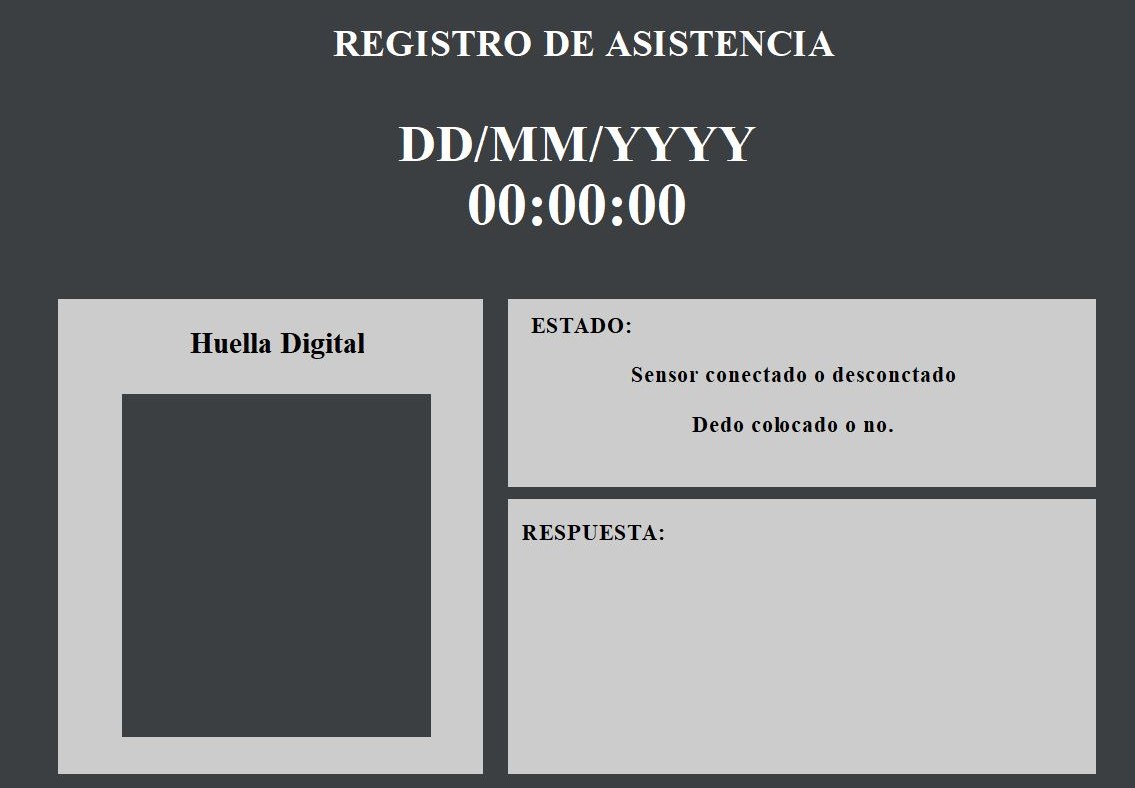 REGISTRO DE ASISTENCIA
DD/MM/YYYY
00:00:00
Huella Digital
ESTADO:
Sensor conectado o desconctado
Dedo colocado o no.
RESPUESTA: